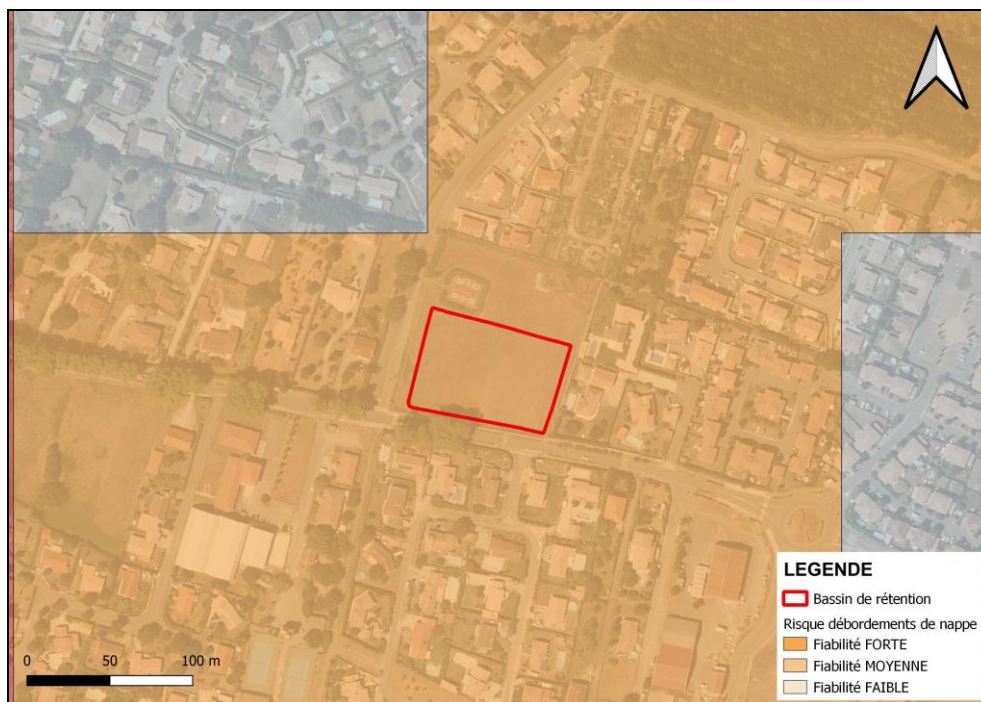 LEGENDE
Bassin de rétention
Risque débordements de nappe
Fiabilité FORTE
Fiabilité MOYENNE
Fiabilité FAIBLE
0 50 100 m